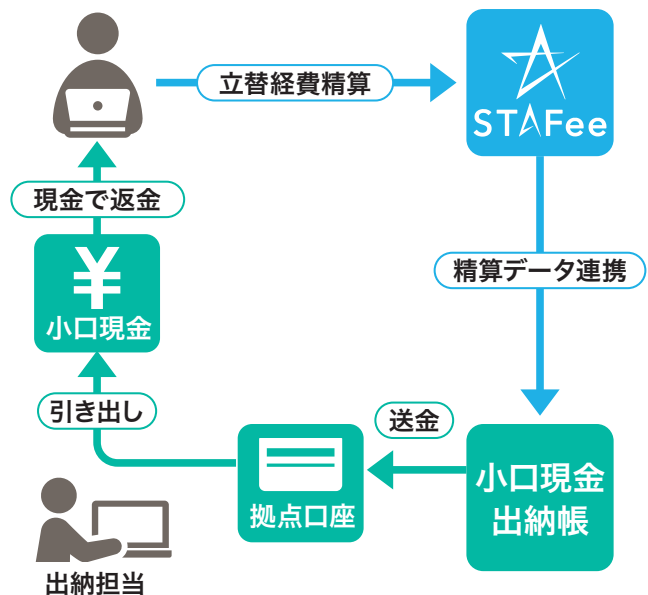 立替経費精算
STAFee
現金で返金
¥
小口現金
精算データ連携
引き出し
送金
拠点口座
小口現金
出納帳
出納担当